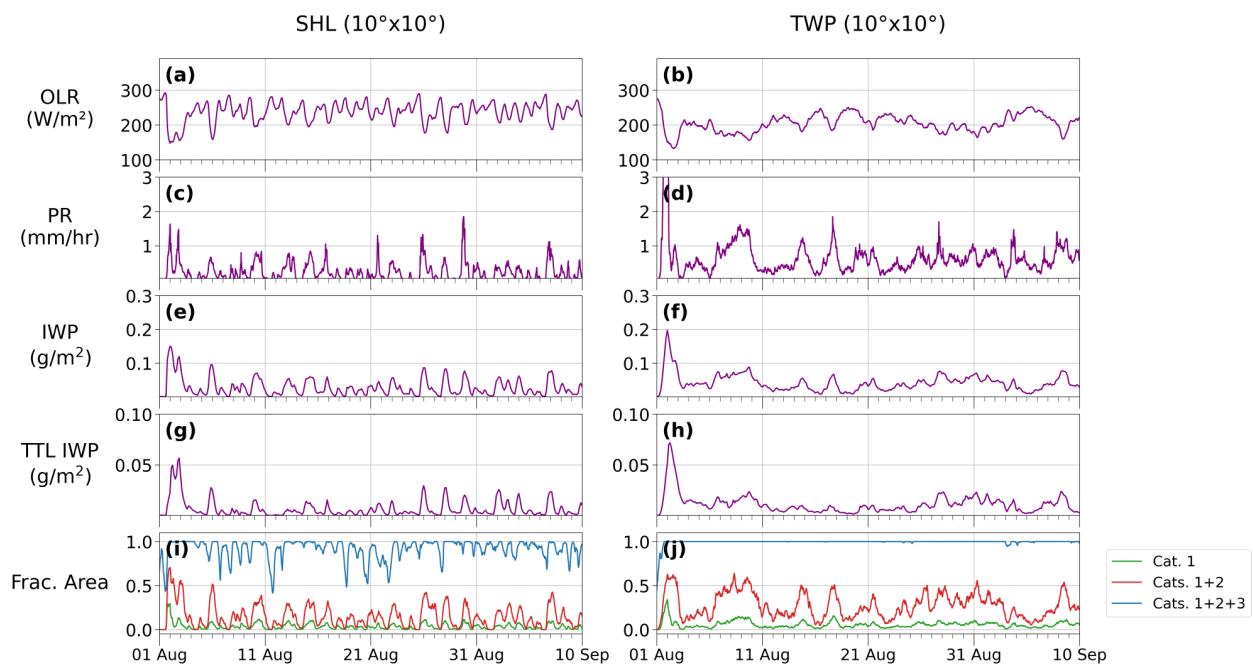 SHL (10°x10°)
TWP (10°x10°)
OLR
(W/m²)
300
200
100
(a)
300
200
100
(b)
PR
(mm/hr)
3
2
1
(c)
3
2
1
(d)
IWP
(g/m²)
0.3
0.2
0.1
(e)
0.3
0.2
0.1
(f)
TTL IWP
(g/m²)
0.10
0.05
(g)
0.10
0.05
(h)
Frac. Area
1.0
0.5
0.0
(i)
1.0
0.5
0.0
(j)
01 Aug
11 Aug
21 Aug
31 Aug
10 Sep
01 Aug
11 Aug
21 Aug
31 Aug
10 Sep
Cat. 1
Cats. 1+2
Cats. 1+2+3